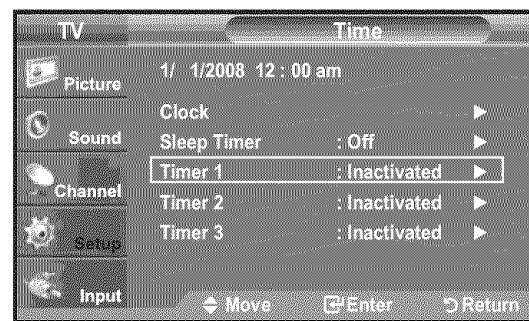 TV Time
Picture
Sound
Channel
Setup
Input
1/ 1/2008 12 : 00 am
Clock
Sleep Timer : Off
Timer 1 : Inactivated
Timer 2 : Inactivated
Timer 3 : Inactivated
Move Enter Return